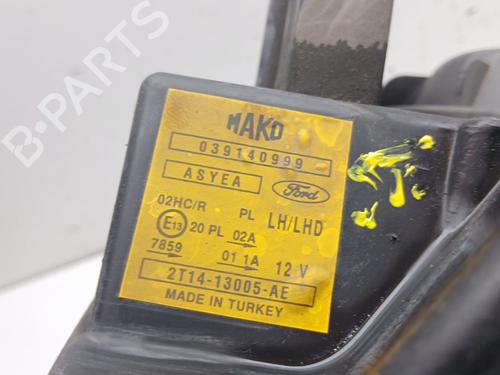 B-PARTS
MAKO
039140999
ASYEA
Ford
02HC/R PL LH/LHD
E13 20 PL 02A
7859 01 1A 12 V
2T14-13005-AE
MADE IN TURKEY